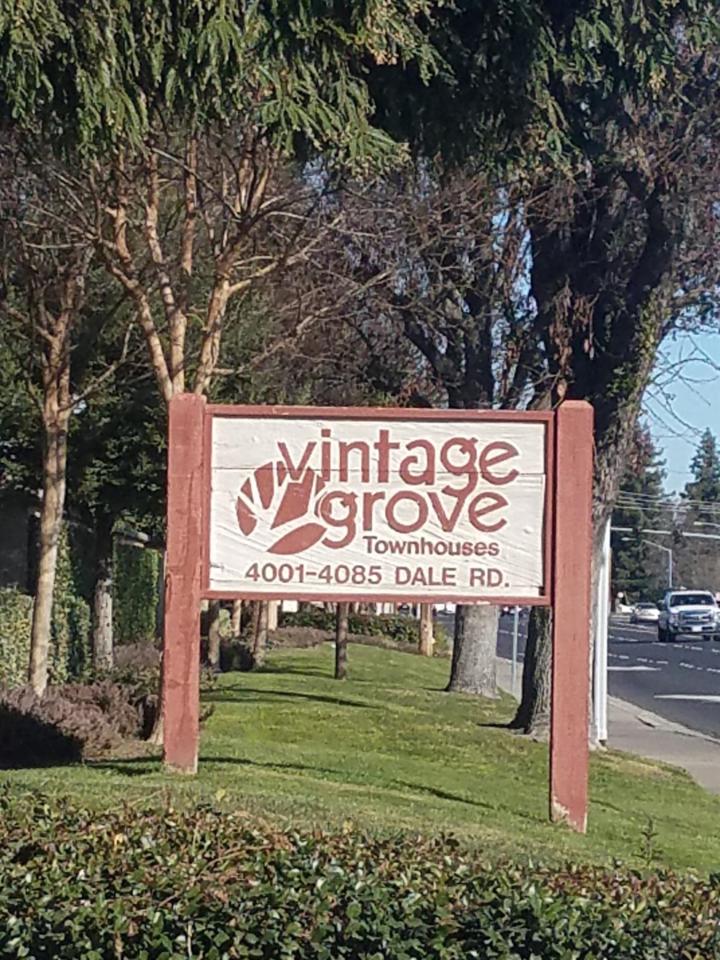 vintage
grove
Townhouses
4001-4085 DALE RD.